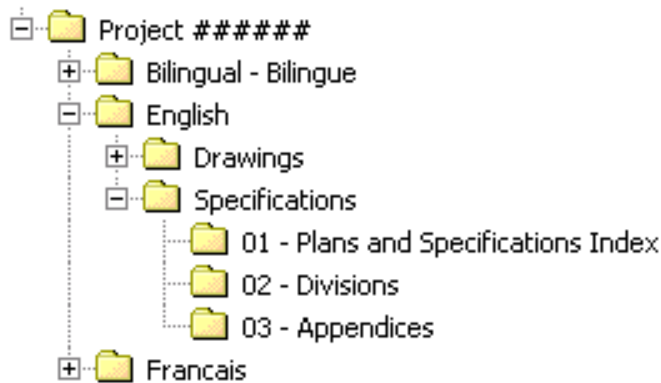 Project ######
Bilingual - Bilingue
English
Drawings
Specifications
01 - Plans and Specifications Index
02 - Divisions
03 - Appendices
Francais